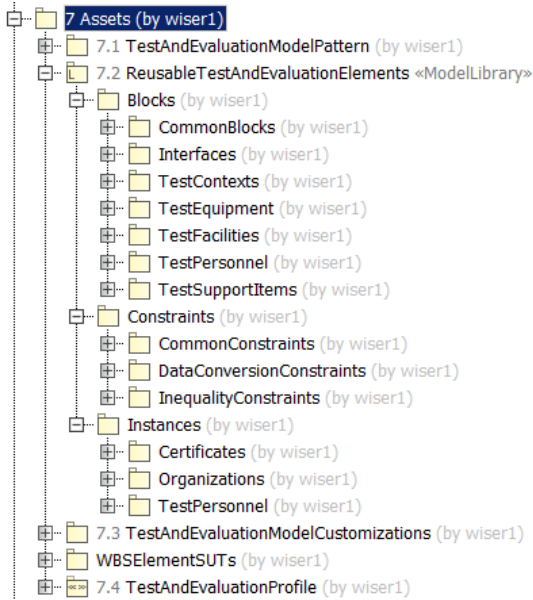 7 Assets (by wiser1)
7.1 TestAndEvaluationModelPattern (by wiser1)
L 7.2 ReusableTestAndEvaluationElements «ModelLibrary»
Blocks (by wiser1)
CommonBlocks (by wiser1)
Interfaces (by wiser1)
TestContexts (by wiser1)
TestEquipment (by wiser1)
TestFacilities (by wiser1)
TestPersonnel (by wiser1)
TestSupportItems (by wiser1)
Constraints (by wiser1)
CommonConstraints (by wiser1)
DataConversionConstraints (by wiser1)
InequalityConstraints (by wiser1)
Instances (by wiser1)
Certificates (by wiser1)
Organizations (by wiser1)
TestPersonnel (by wiser1)
7.3 TestAndEvaluationModelCustomizations (by wiser1)
WBSElementSUTs (by wiser1)
«» 7.4 TestAndEvaluationProfile (by wiser1)